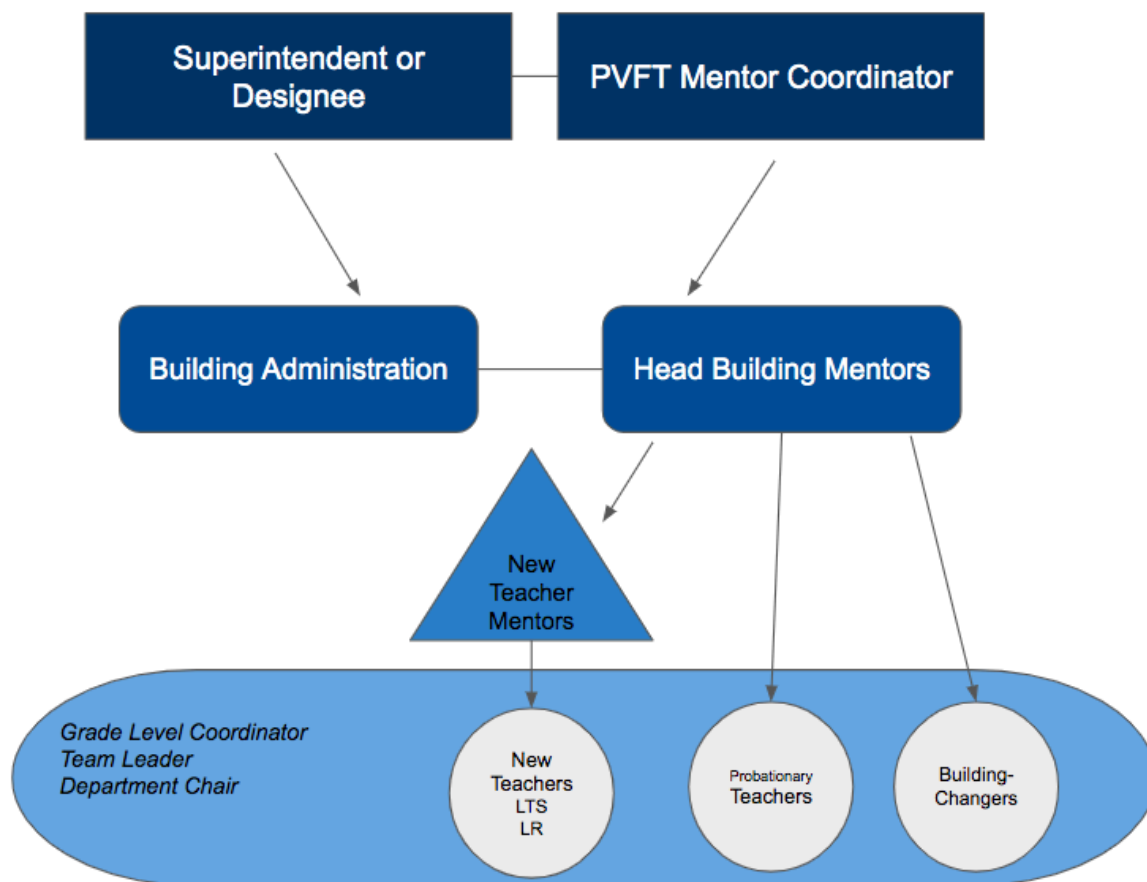 Superintendent or
Designee
PVFT Mentor Coordinator
Building Administration
Head Building Mentors
New
Teacher
Mentors
Grade Level Coordinator
Team Leader
Department Chair
New
Teachers
LTS
LR
Probationary
Teachers
Building-
Changers